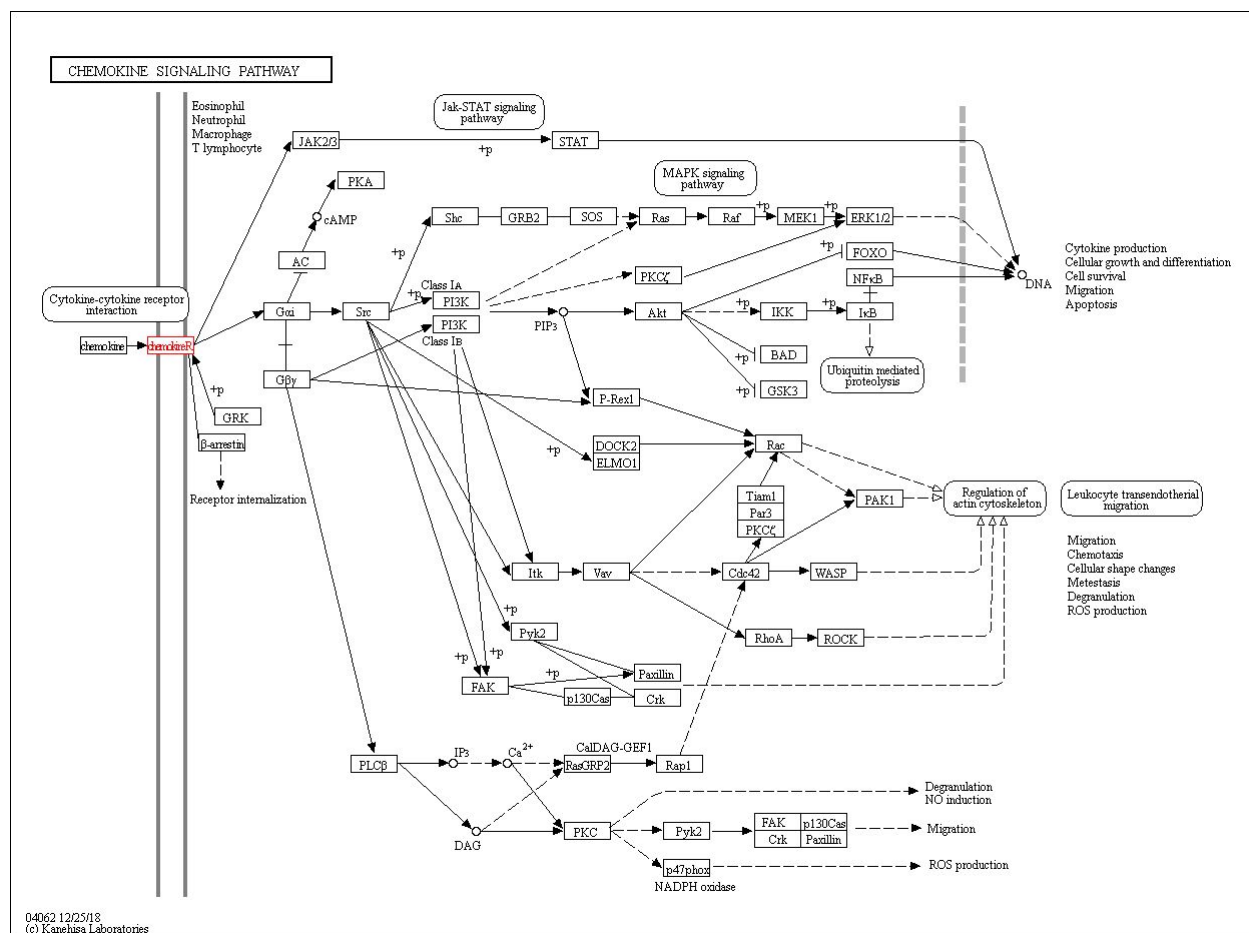 CHEMOKINE SIGNALING PATHWAY
Eosinophil
Neutrophil
Macrophage
T lymphocyte
Jak-STAT signaling
pathway
JAK2/3
+p
STAT
MAPK signaling
pathway
PKA
cAMP
AC
Shc
GRB2
SOS
Ras
Raf
+p
MEK1
+p
ERK1/2
+p
+p
FOXO
Cytokine production
Cellular growth and differentiation
Cell survival
Migration
Apoptosis
PKCζ
NFκB
DNA
Cytokine-cytokine receptor
interaction
Class IA
+p
PI3K
Gαi
Src
PI3K
Class IB
PIP3
Akt
+p
IKK
+p
IκB
chemokine
chemokineR
+p
BAD
Ubiquitin mediated
proteolysis
Gβγ
+p
GSK3
+p
GRK
P-Rex1
β-arrestin
+p
DOCK2
ELMO1
Rac
Receptor internalization
Tiam1
Par3
PKCζ
PAK1
Regulation of
actin cytoskeleton
Leukocyte transendotherial
migration
Migration
Chemotaxis
Cellular shape changes
Metastasis
Degranulation
ROS production
Itk
Vav
Cdc42
WASP
+p
Pyk2
RhoA
ROCK
+p
+p
+p
FAK
Paxillin
p130Cas
Crk
PLCβ
IP3
Ca2+
CalDAG-GEF1
RasGRP2
Rap1
Degranulation
NO induction
DAG
PKC
Pyk2
FAK
p130Cas
Crk
Paxillin
Migration
p47phox
NADPH oxidase
ROS production
04062 12/25/18
(c) Kanehisa Laboratories